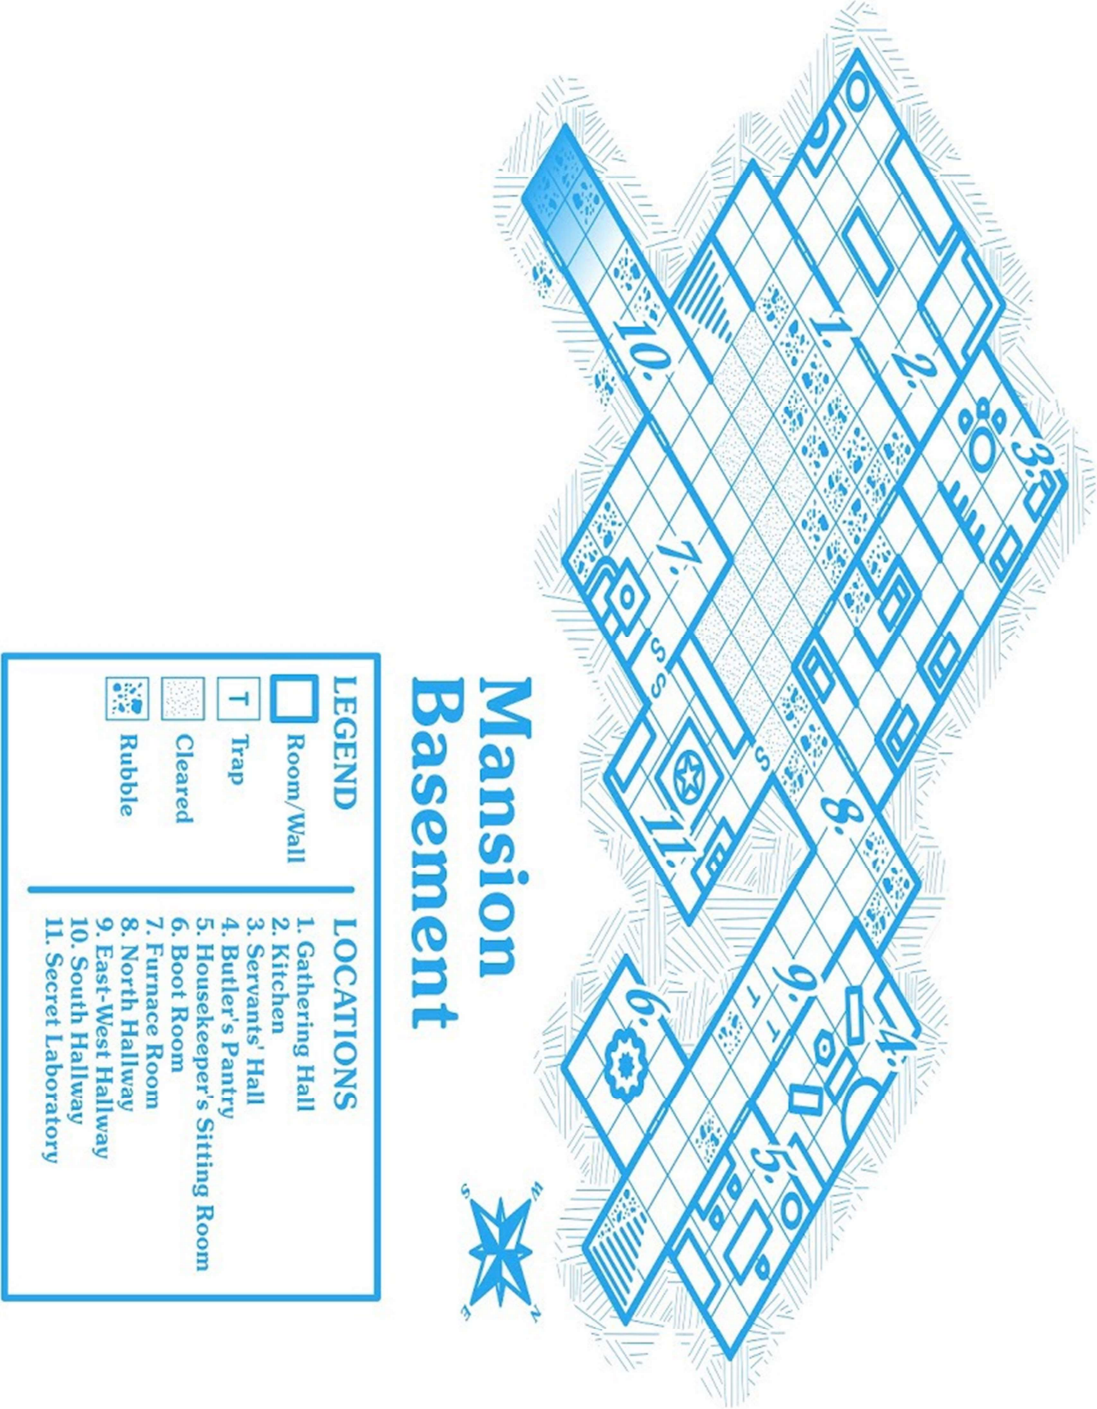 1.
2.
3.
10.
7.
S
S
S
8.
11.
9.
T
T
4.
6.
5.
Mansion
Basement
W
N
S
E
LEGEND
Room/Wall
T
Trap
Cleared
Rubble
LOCATIONS
1. Gathering Hall
2. Kitchen
3. Servants' Hall
4. Butler's Pantry
5. Housekeeper's Sitting Room
6. Boot Room
7. Furnace Room
8. North Hallway
9. East-West Hallway
10. South Hallway
11. Secret Laboratory